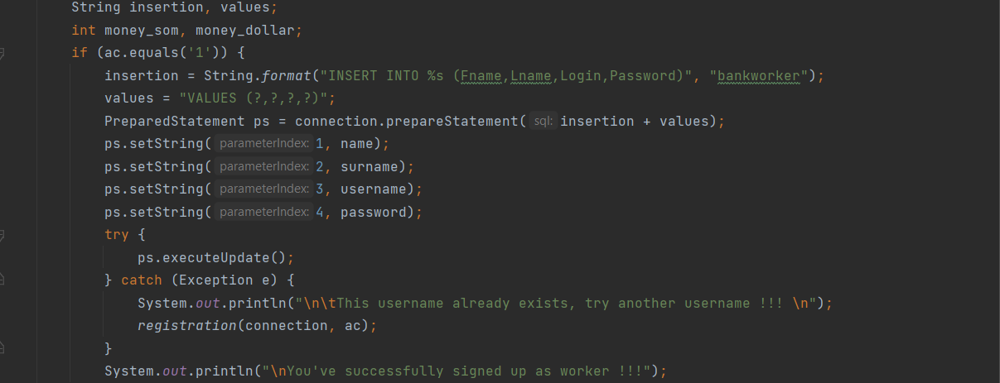 String insertion, values;
int money_som, money_dollar;
if (ac.equals('1')) {
insertion = String.format("INSERT INTO %s (Fname,Lname,Login,Password)", "bankworker");
values = "VALUES (?,?,?,?)";
PreparedStatement ps = connection.prepareStatement( sql: insertion + values);
ps.setString( parameterIndex: 1, name);
ps.setString( parameterIndex: 2, surname);
ps.setString( parameterIndex: 3, username);
ps.setString( parameterIndex: 4, password);
try {
ps.executeUpdate();
} catch (Exception e) {
System.out.println("\n\tThis username already exists, try another username !!! \n");
registration(connection, ac);
}
System.out.println("\nYou've successfully signed up as worker !!!");